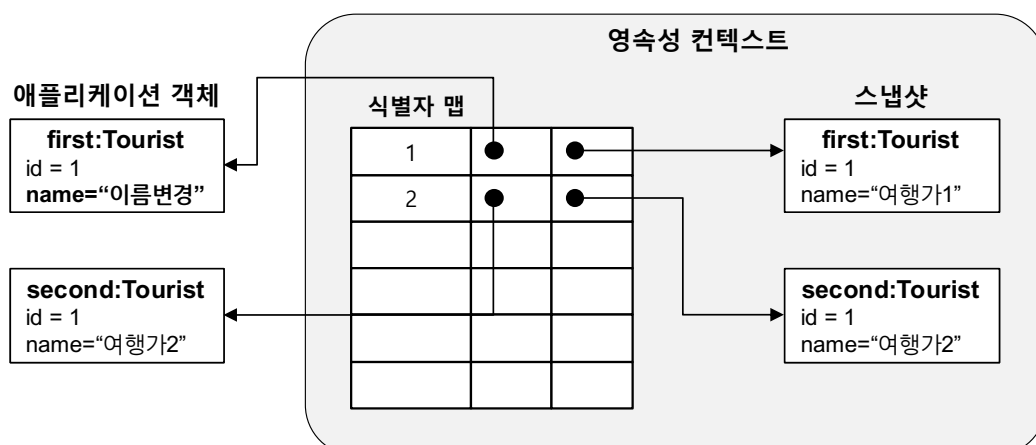 영속성 컨텍스트
애플리케이션 객체
식별자 맵
스냅샷
first:Tourist
id = 1
name=“이름변경”
1
2
first:Tourist
id = 1
name=“여행가1”
second:Tourist
id = 1
name=“여행가2”
second:Tourist
id = 1
name=“여행가2”